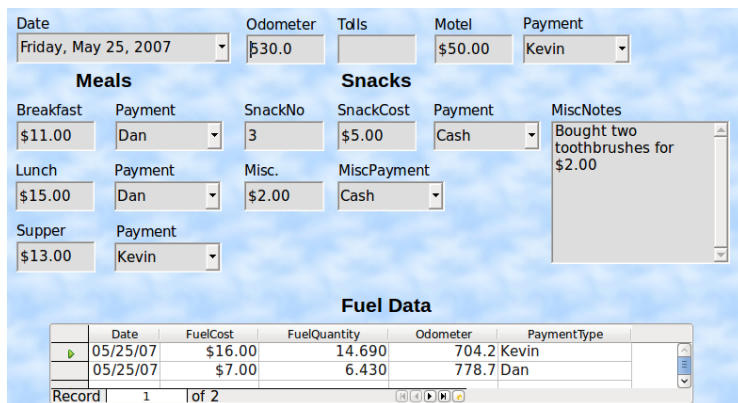 Date Odometer Tolls Motel Payment
Friday, May 25, 2007 530.0 $50.00 Kevin
Meals Snacks
Breakfast Payment SnackNo SnackCost Payment MiscNotes
$11.00 Dan 3 $5.00 Cash Bought two
toothbrushes for
$2.00
Lunch Payment Misc. MiscPayment
$15.00 Dan $2.00 Cash
Supper Payment
$13.00 Kevin
Fuel Data
Date FuelCost FuelQuantity Odometer PaymentType
05/25/07 $16.00 14.690 704.2 Kevin
05/25/07 $7.00 6.430 778.7 Dan
Record 1 of 2